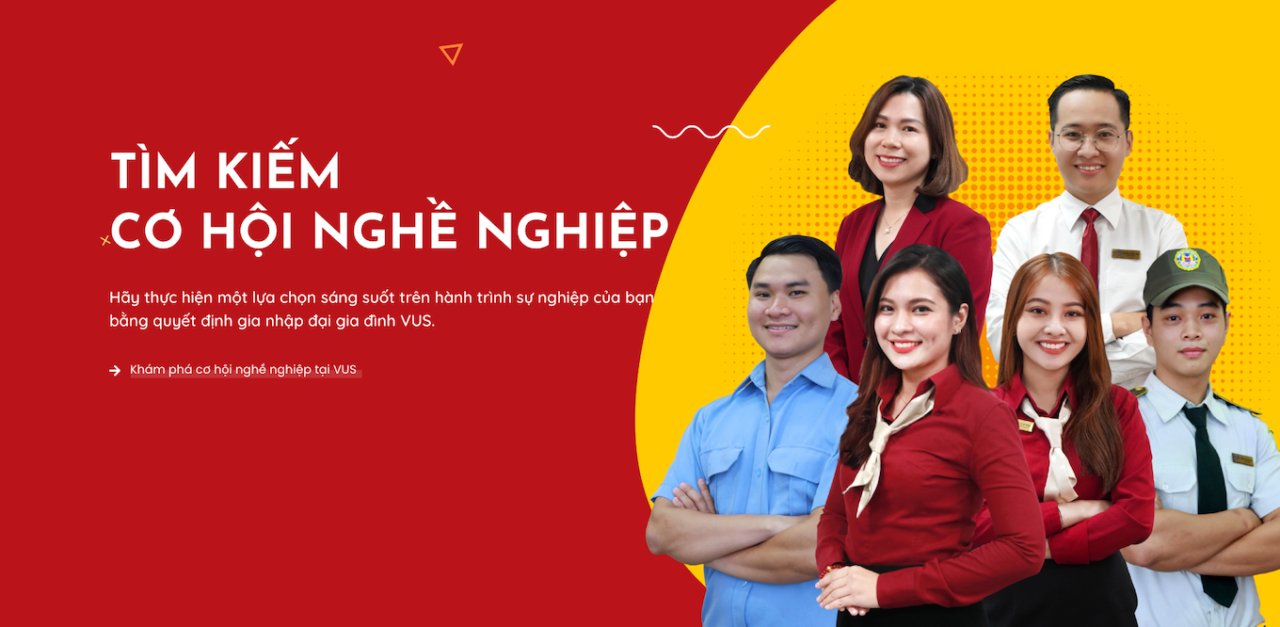 TÌM KIẾM
CƠ HỘI NGHỀ NGHIỆP
Hãy thực hiện một lựa chọn sáng suốt trên hành trình sự nghiệp của bạn
bằng quyết định gia nhập đại gia đình VUS.
Khám phá cơ hội nghề nghiệp tại VUS